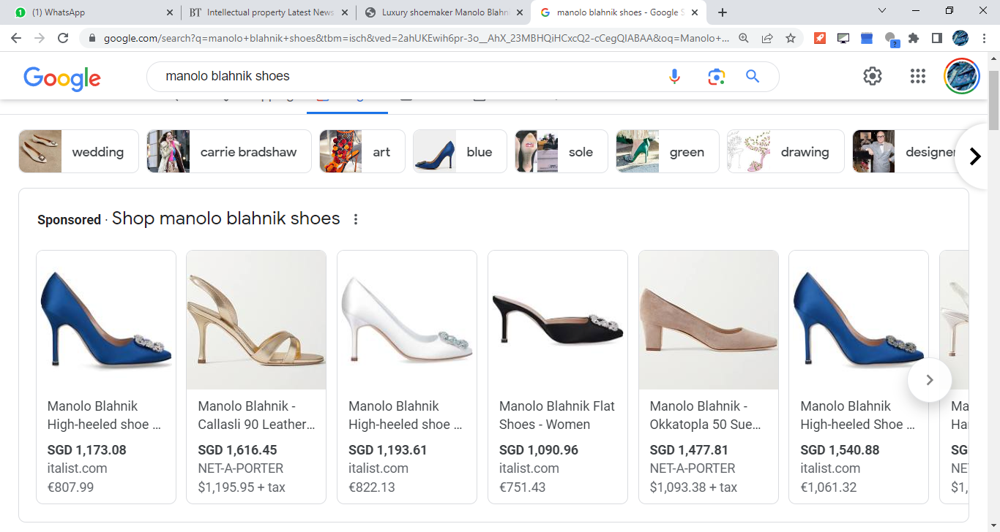 (1) WhatsApp
BT Intellectual property Latest News
Luxury shoemaker Manolo Blahni
manolo blahnik shoes - Google S
google.com/search?q=manolo+blahnik+shoes&tbm=isch&ved=2ahUKEwih6pr-3o__AhX_23MBHQiHCxcQ2-cCegQIABAA&oq=Manolo+...
Google
manolo blahnik shoes
wedding
carrie bradshaw
art
blue
sole
green
drawing
designer
Sponsored · Shop manolo blahnik shoes
Manolo Blahnik
High-heeled shoe ...
SGD 1,173.08
italist.com
€807.99
Manolo Blahnik -
Callasli 90 Leather...
SGD 1,616.45
NET-A-PORTER
$1,195.95 + tax
Manolo Blahnik
High-heeled shoe ...
SGD 1,193.61
italist.com
€822.13
Manolo Blahnik Flat
Shoes - Women
SGD 1,090.96
italist.com
€751.43
Manolo Blahnik -
Okkatopla 50 Sue...
SGD 1,477.81
NET-A-PORTER
$1,093.38 + tax
Manolo Blahnik
High-heeled Shoe ...
SGD 1,540.88
italist.com
€1,061.32
Ma
Ha
SG
NE
$1,